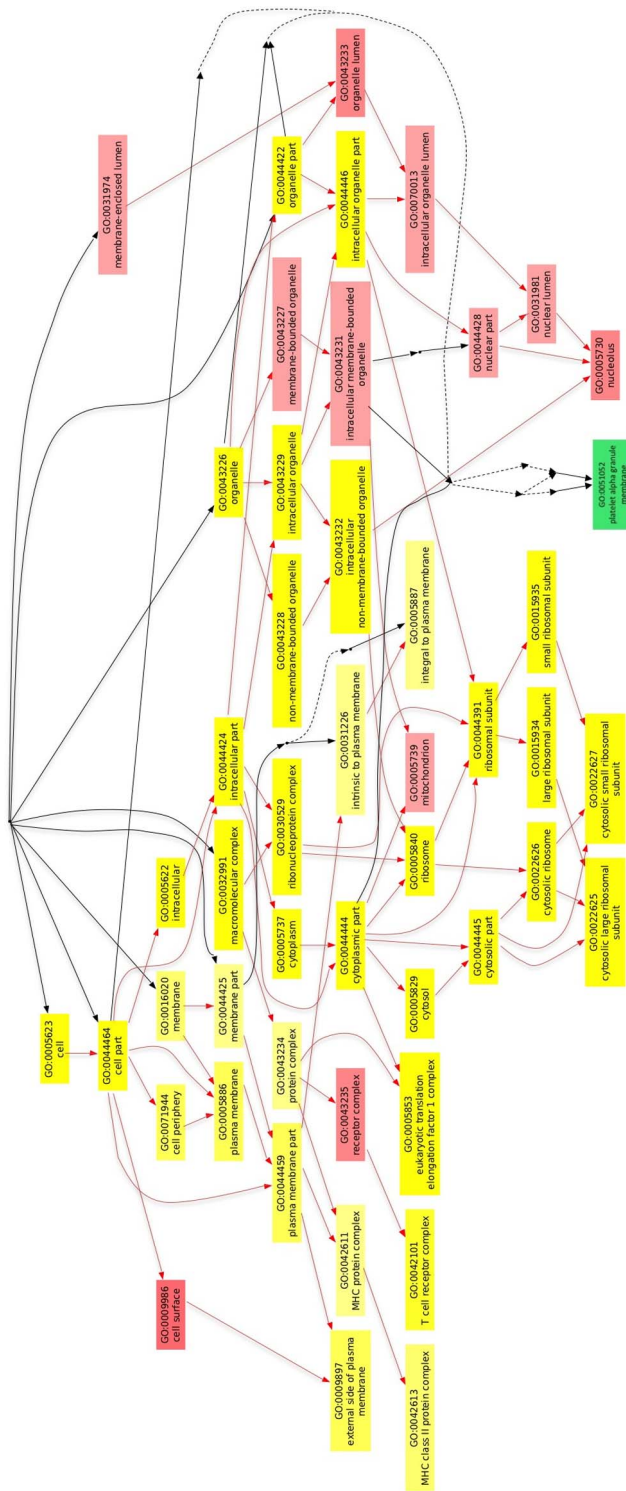 GO:0005623
cell
GO:0044464
cell part
GO:0031974
membrane-enclosed lumen
GO:0009986
cell surface
GO:0071944
cell periphery
GO:0016020
membrane
GO:0005622
intracellular
GO:0005886
plasma membrane
GO:0044425
membrane part
GO:0032991
macromolecular complex
GO:0044424
intracellular part
GO:0043226
organelle
GO:0044459
plasma membrane part
GO:0043234
protein complex
GO:0005737
cytoplasm
GO:0030529
ribonucleoprotein complex
GO:0043228
non-membrane-bounded organelle
GO:0043229
intracellular organelle
GO:0043227
membrane-bounded organelle
GO:0044422
organelle part
GO:0009897
external side of plasma
membrane
GO:0042611
MHC protein complex
GO:0043235
receptor complex
GO:0044444
cytoplasmic part
GO:0031226
intrinsic to plasma membrane
GO:0043232
intracellular
non-membrane-bounded organelle
GO:0043231
intracellular membrane-bounded
organelle
GO:0044446
intracellular organelle part
GO:0043233
organelle lumen
GO:0042613
MHC class II protein complex
GO:0042101
T cell receptor complex
GO:0005853
eukaryotic translation
elongation factor 1 complex
GO:0005829
cytosol
GO:0005840
ribosome
GO:0005739
mitochondrion
GO:0005887
integral to plasma membrane
GO:0070013
intracellular organelle lumen
GO:0044445
cytosolic part
GO:0044391
ribosomal subunit
GO:0044428
nuclear part
GO:0022626
cytosolic ribosome
GO:0015934
large ribosomal subunit
GO:0015935
small ribosomal subunit
GO:0031981
nuclear lumen
GO:0022625
cytosolic large ribosomal
subunit
GO:0022627
cytosolic small ribosomal
subunit
GO:0051052
platelet alpha granule
membrane
GO:0005730
nucleolus